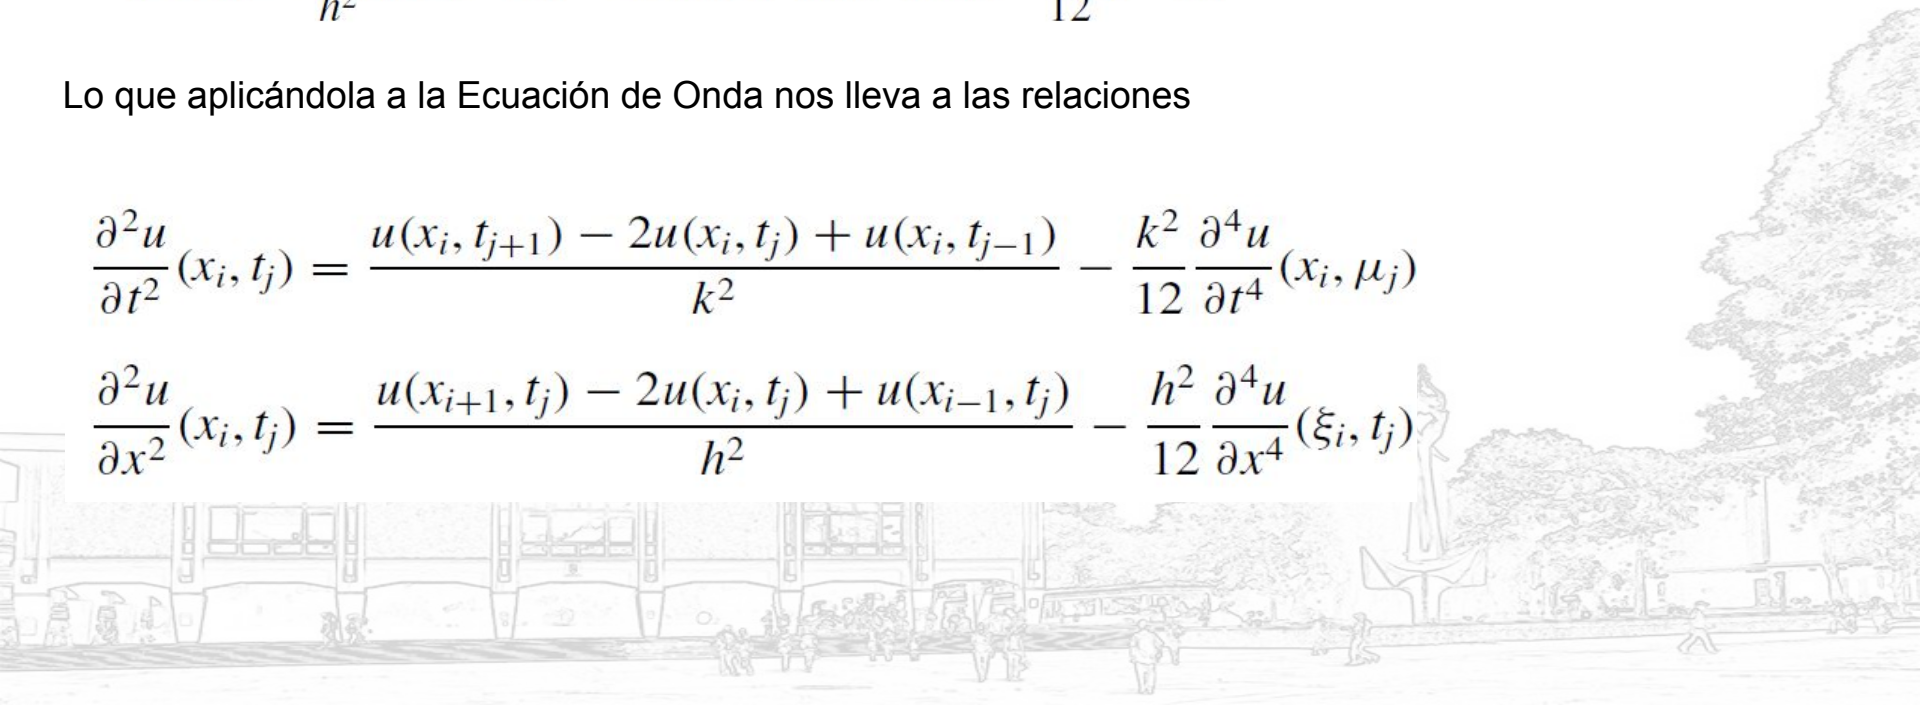 h² 12
Lo que aplicándola a la Ecuación de Onda nos lleva a las relaciones
∂²u/∂t² (xᵢ, tⱼ) = (u(xᵢ, tⱼ₊₁) − 2u(xᵢ, tⱼ) + u(xᵢ, tⱼ₋₁))/k² − k²/12 ∂⁴u/∂t⁴ (xᵢ, μⱼ)
∂²u/∂x² (xᵢ, tⱼ) = (u(xᵢ₊₁, tⱼ) − 2u(xᵢ, tⱼ) + u(xᵢ₋₁, tⱼ))/h² − h²/12 ∂⁴u/∂x⁴ (ξᵢ, tⱼ)